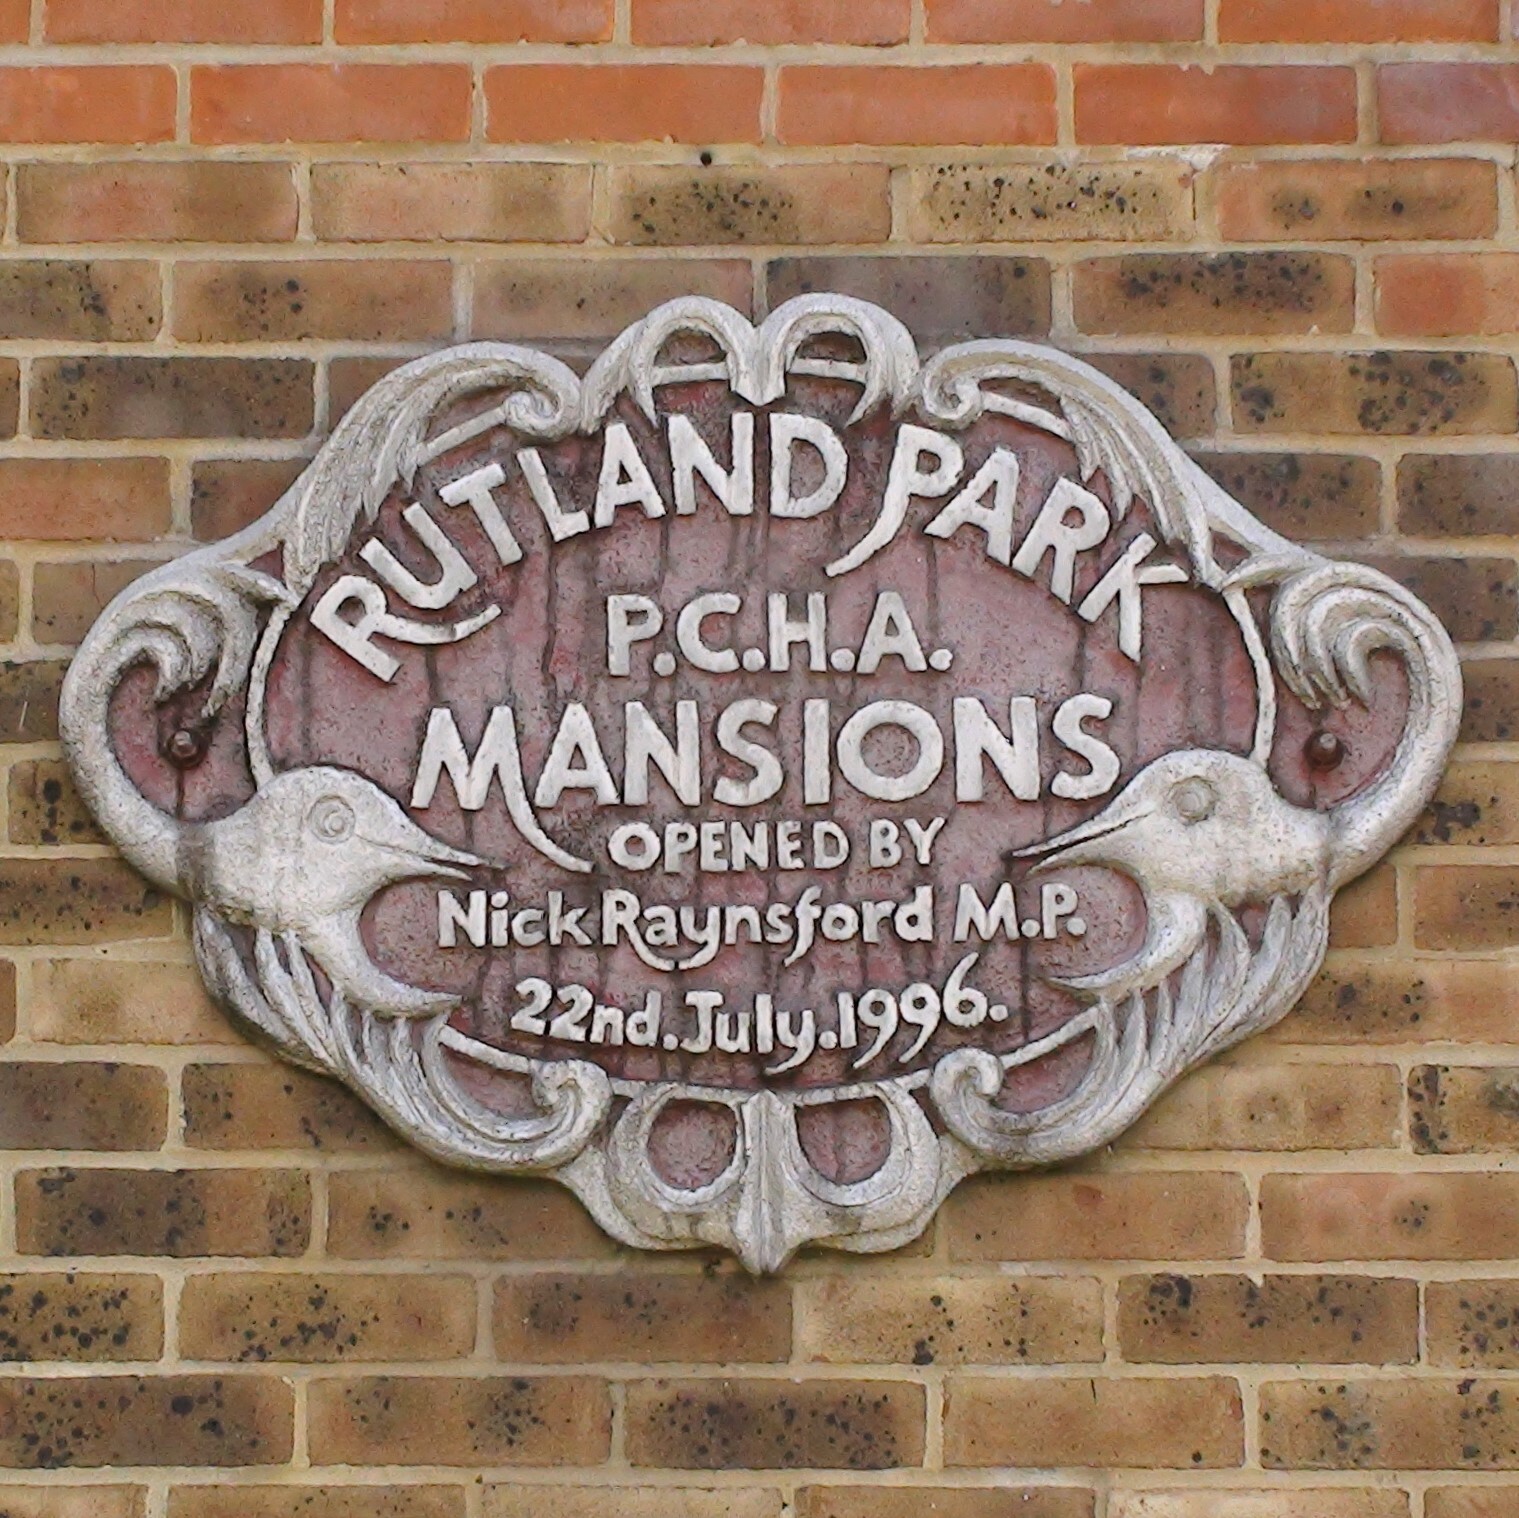 RUTLAND PARK
P.C.H.A.
MANSIONS
OPENED BY
Nick Raynsford M.P.
22nd.July.1996.